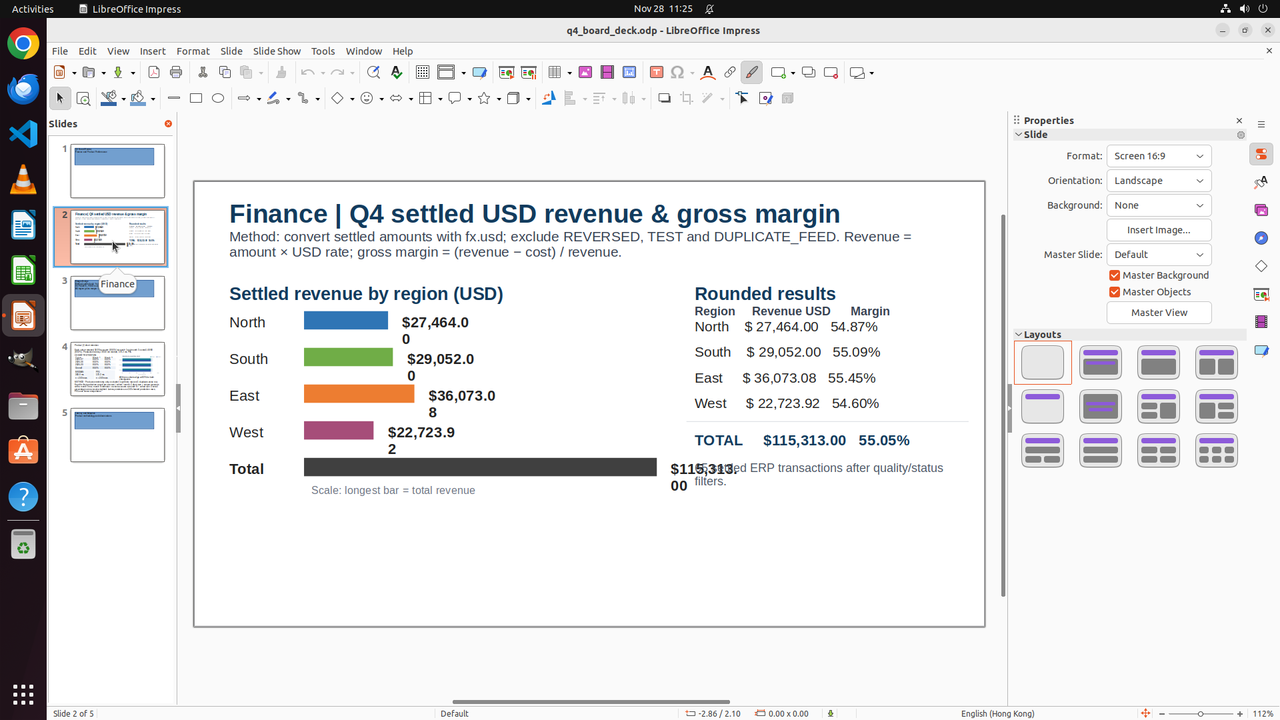 Activities
LibreOffice Impress
Nov 28 11:25
q4_board_deck.odp - LibreOffice Impress
File Edit View Insert Format Slide Slide Show Tools Window Help
Slides
Properties
Slide
1
2
3
4
5
Finance
Finance | Q4 settled USD revenue & gross margin
Method: convert settled amounts with fx.usd; exclude REVERSED, TEST and DUPLICATE_FEED. Revenue =
amount × USD rate; gross margin = (revenue − cost) / revenue.
Settled revenue by region (USD)
North $27,464.0
0
South $29,052.0
0
East $36,073.0
8
West $22,723.9
2
Total $115,313.
00
Scale: longest bar = total revenue
Rounded results
Region Revenue USD Margin
North $ 27,464.00 54.87%
South $ 29,052.00 55.09%
East $ 36,073.08 55.45%
West $ 22,723.92 54.60%
TOTAL $115,313.00 55.05%
settled ERP transactions after quality/status
filters.
Format: Screen 16:9
Orientation: Landscape
Background: None
Insert Image...
Master Slide: Default
Master Background
Master Objects
Master View
Layouts
Slide 2 of 5
Default
-2.86 / 2.10
0.00 x 0.00
English (Hong Kong)
112%